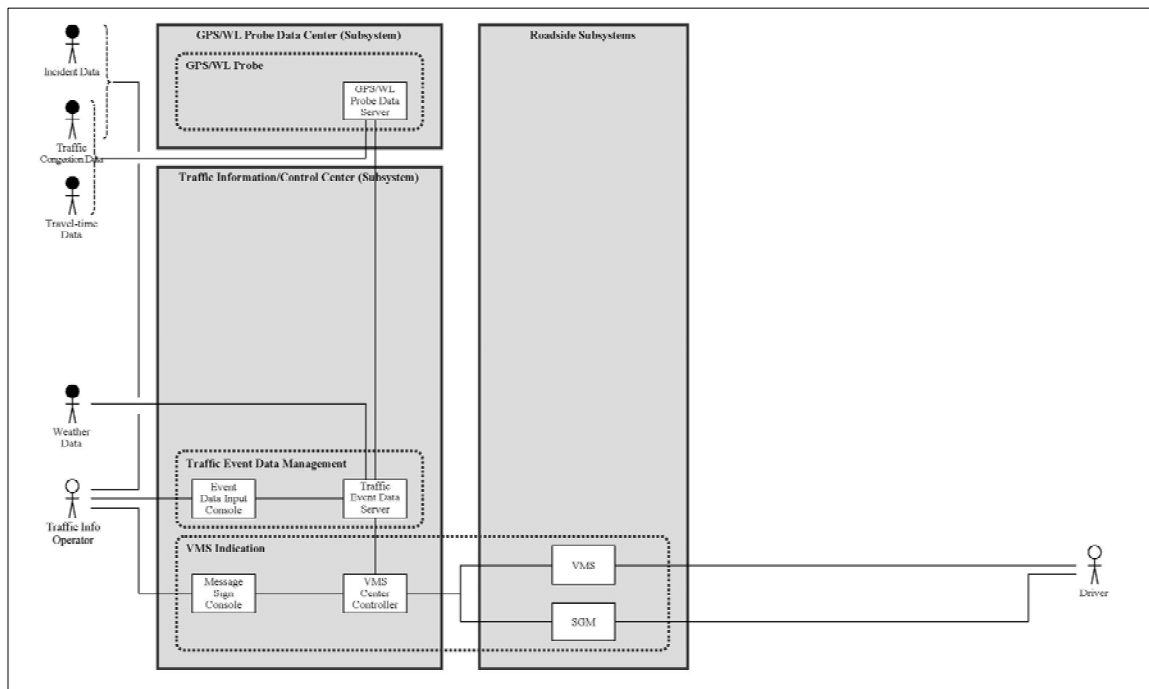 GPS/WL Probe Data Center (Subsystem)
Roadside Subsystems
GPS/WL Probe
Incident Data
GPS/WL
Probe Data
Server
Traffic
Congestion Data
Traffic Information/Control Center (Subsystem)
Travel-time
Data
Weather
Data
Traffic Event Data Management
Event
Data Input
Console
Traffic
Event Data
Server
Traffic Info
Operator
VMS Indication
VMS
Message
Sign
Console
VMS
Center
Controller
Driver
SGM